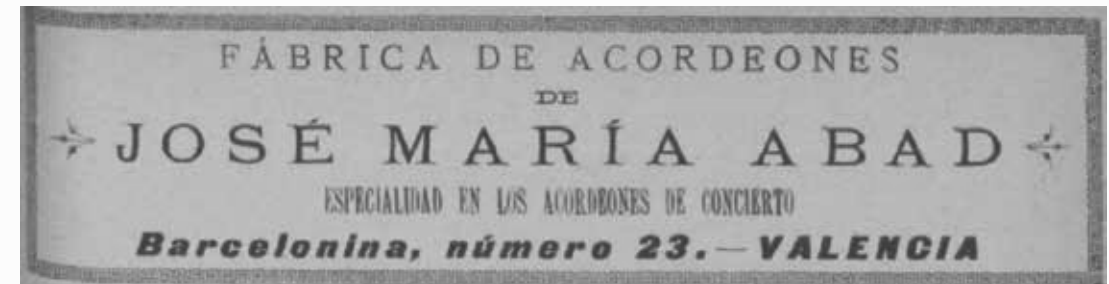 FÁBRICA DE ACORDEONES
DE
JOSÉ MARÍA ABAD
ESPECIALIDAD EN LOS ACORDEONES DE CONCIERTO
Barcelonina, número 23.—VALENCIA